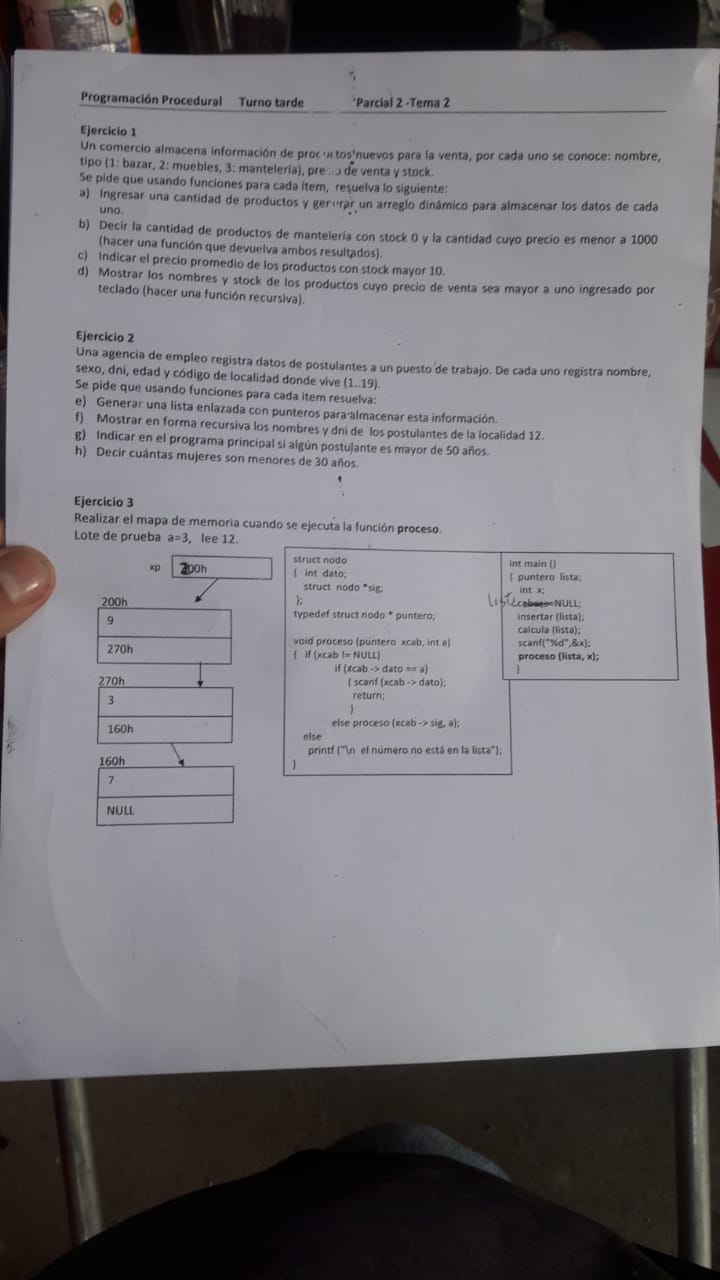 Programación Procedural Turno tarde Parcial 2 -Tema 2
Ejercicio 1
Un comercio almacena información de productos nuevos para la venta, por cada uno se conoce: nombre,
tipo (1: bazar, 2: muebles, 3: mantelería), precio de venta y stock.
Se pide que usando funciones para cada ítem, resuelva lo siguiente:
a) Ingresar una cantidad de productos y generar un arreglo dinámico para almacenar los datos de cada
uno.
b) Decir la cantidad de productos de mantelería con stock 0 y la cantidad cuyo precio es menor a 1000
(hacer una función que devuelva ambos resultados).
c) Indicar el precio promedio de los productos con stock mayor 10.
d) Mostrar los nombres y stock de los productos cuyo precio de venta sea mayor a uno ingresado por
teclado (hacer una función recursiva).
Ejercicio 2
Una agencia de empleo registra datos de postulantes a un puesto de trabajo. De cada uno registra nombre,
sexo, dni, edad y código de localidad donde vive (1..19).
Se pide que usando funciones para cada ítem resuelva:
e) Generar una lista enlazada con punteros para almacenar esta información.
f) Mostrar en forma recursiva los nombres y dni de los postulantes de la localidad 12.
g) Indicar en el programa principal si algún postulante es mayor de 50 años.
h) Decir cuántas mujeres son menores de 30 años.
Ejercicio 3
Realizar el mapa de memoria cuando se ejecuta la función proceso.
Lote de prueba a=3, lee 12.
xp 200h
200h
9
270h
270h
3
160h
160h
7
NULL
struct nodo
{ int dato;
struct nodo *sig;
};
typedef struct nodo * puntero;
void proceso (puntero xcab, int a)
{ if (xcab != NULL)
if (xcab -> dato == a)
{ scanf (xcab -> dato);
return;
}
else proceso (xcab -> sig, a);
else
printf ("\n el número no está en la lista");
}
int main ()
{ puntero lista;
int x;
lista=NULL;
insertar (lista);
calcula (lista);
scanf("%d",&x);
proceso (lista, x);
}